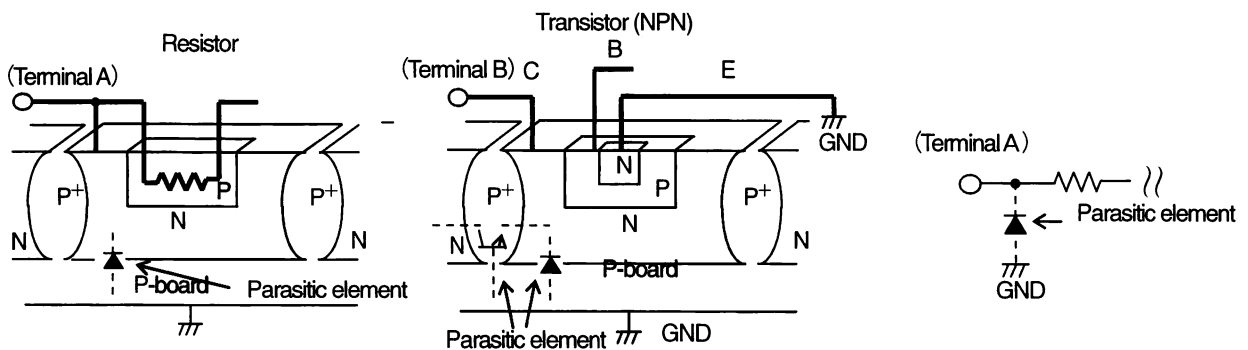 Resistor
(Terminal A)
P+
P
P+
N
N
N
P-board
Parasitic element
Transistor (NPN)
(Terminal B)
C
B
E
GND
N
P
P+
P+
N
N
N
P-board
Parasitic element
GND
(Terminal A)
Parasitic element
GND